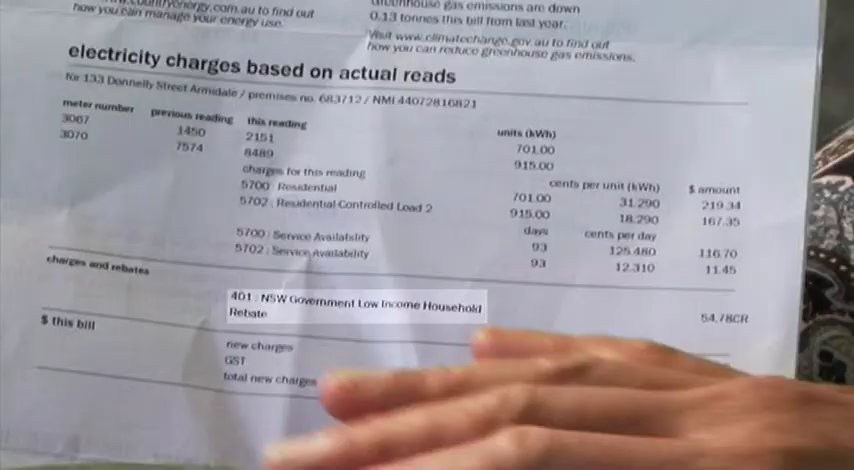 www.countryenergy.com.au to find out
how you can manage your energy use.
greenhouse gas emissions are down
0.13 tonnes this bill from last year.
Visit www.climatechange.gov.au to find out
how you can reduce greenhouse gas emissions.
electricity charges based on actual reads
for 133 Donnelly Street Armidale / premises no. 683712 / NMI 44072816821
meter number previous reading this reading units (kWh)
3067 1450 2151 701.00
3070 7574 8489 915.00
charges for this reading cents per unit (kWh) $ amount
5700 : Residential 701.00 31.290 219.34
5702 : Residential Controlled Load 2 915.00 18.290 167.35
days cents per day
5700 : Service Availability 93 125.480 116.70
5702 : Service Availability 93 12.310 11.45
charges and rebates
401 : NSW Government Low Income Household
Rebate 54.78CR
$ this bill
new charges
GST
total new charges